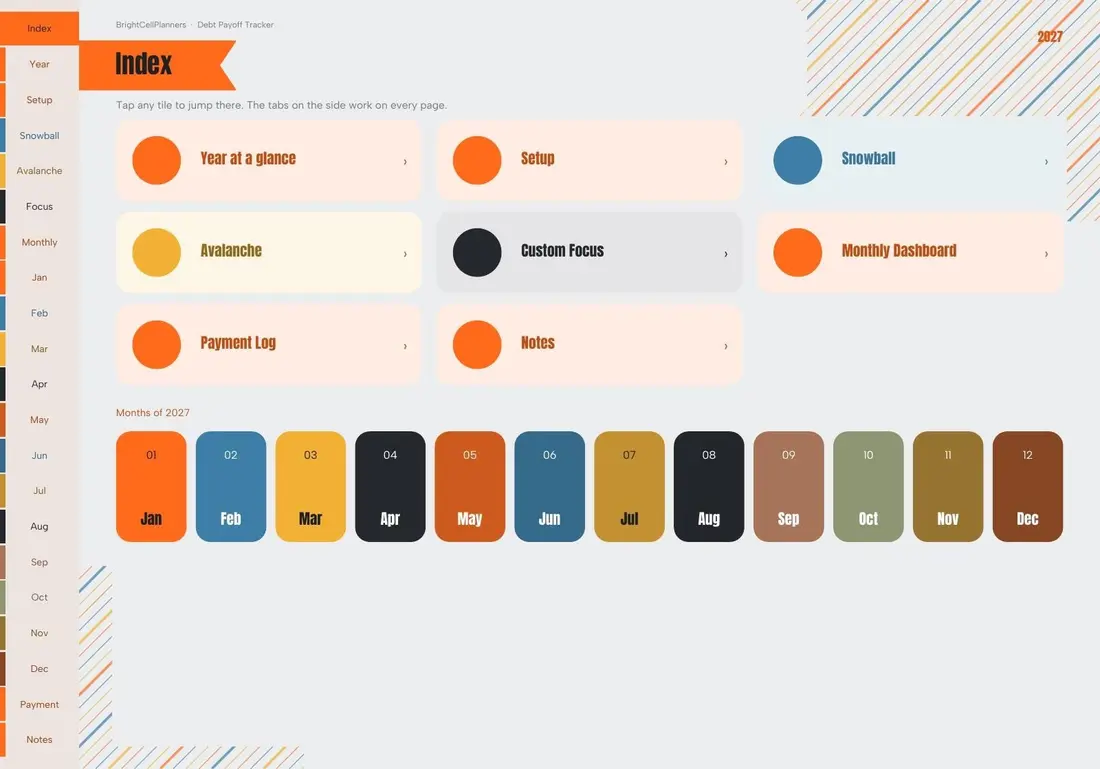 Index
Year
Setup
Snowball
Avalanche
Focus
Monthly
Jan
Feb
Mar
Apr
May
Jun
Jul
Aug
Sep
Oct
Nov
Dec
Payment
Notes
BrightCellPlanners · Debt Payoff Tracker
2027
Index
Tap any tile to jump there. The tabs on the side work on every page.
Year at a glance ›
Setup ›
Snowball ›
Avalanche ›
Custom Focus ›
Monthly Dashboard ›
Payment Log ›
Notes ›
Months of 2027
01 02 03 04 05 06 07 08 09 10 11 12
Jan Feb Mar Apr May Jun Jul Aug Sep Oct Nov Dec